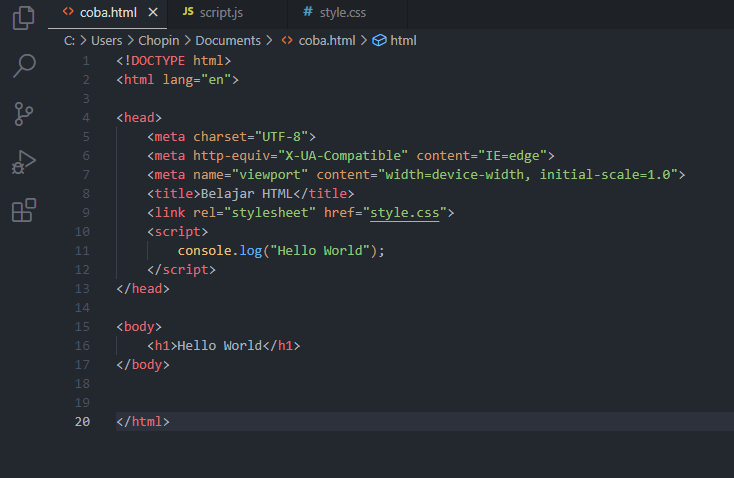 coba.html × JS script.js # style.css
C: > Users > Chopin > Documents > <> coba.html > html
1 <!DOCTYPE html>
2 <html lang="en">
3
4 <head>
5     <meta charset="UTF-8">
6     <meta http-equiv="X-UA-Compatible" content="IE=edge">
7     <meta name="viewport" content="width=device-width, initial-scale=1.0">
8     <title>Belajar HTML</title>
9     <link rel="stylesheet" href="style.css">
10     <script>
11         console.log("Hello World");
12     </script>
13 </head>
14
15 <body>
16     <h1>Hello World</h1>
17 </body>
18
19
20 </html>